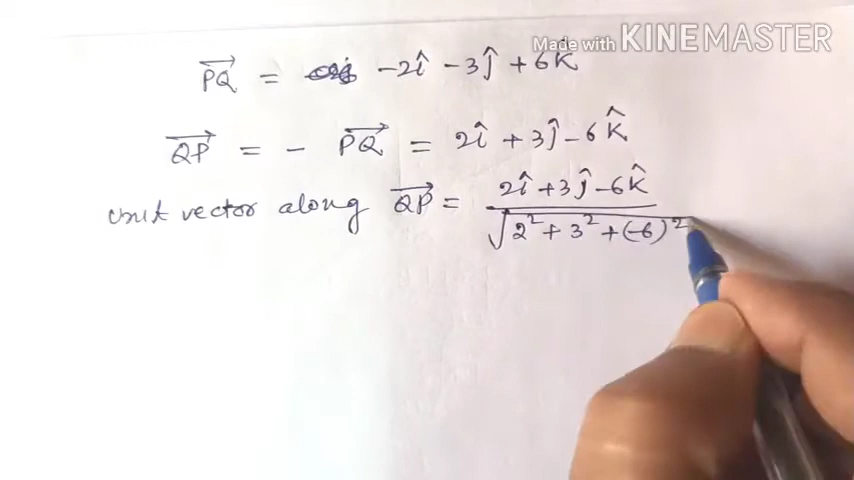 Made with KINEMASTER
PQ⃗ = -2î - 3ĵ + 6k̂
QP⃗ = - PQ⃗ = 2î + 3ĵ - 6k̂
unit vector along QP⃗ = (2î + 3ĵ - 6k̂) / √(2² + 3² + (-6)²)